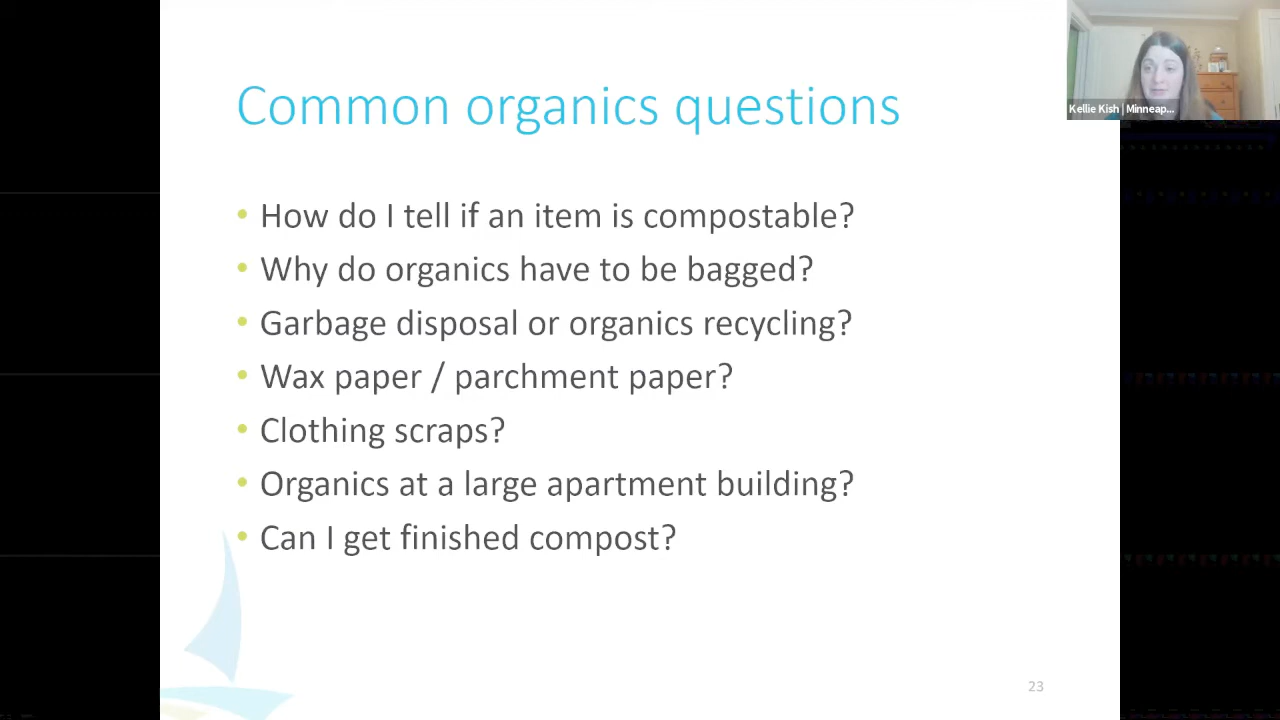 Common organics questions
Kellie Kish | Minneap...
• How do I tell if an item is compostable?
• Why do organics have to be bagged?
• Garbage disposal or organics recycling?
• Wax paper / parchment paper?
• Clothing scraps?
• Organics at a large apartment building?
• Can I get finished compost?
23